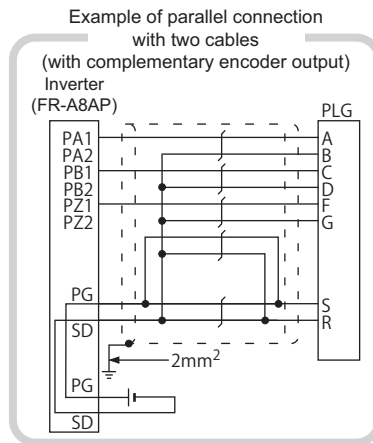 Example of parallel connection
with two cables
(with complementary encoder output)
Inverter
(FR-A8AP)
PLG
PA1
PA2
PB1
PB2
PZ1
PZ2
PG
SD
PG
SD
A
B
C
D
F
G
S
R
2mm²